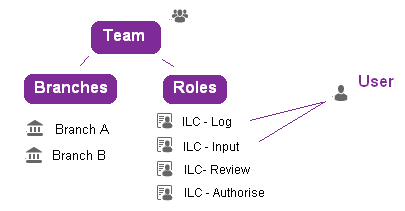 Team
Branches
Roles
User
Branch A
Branch B
ILC - Log
ILC - Input
ILC- Review
ILC - Authorise